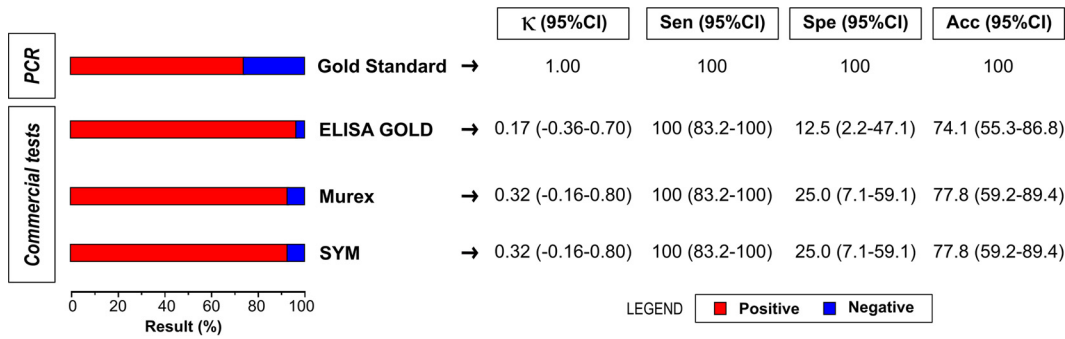 κ (95%CI) Sen (95%CI) Spe (95%CI) Acc (95%CI)
PCR
Gold Standard → 1.00 100 100 100
Commercial tests
ELISA GOLD → 0.17 (-0.36-0.70) 100 (83.2-100) 12.5 (2.2-47.1) 74.1 (55.3-86.8)
Murex → 0.32 (-0.16-0.80) 100 (83.2-100) 25.0 (7.1-59.1) 77.8 (59.2-89.4)
SYM → 0.32 (-0.16-0.80) 100 (83.2-100) 25.0 (7.1-59.1) 77.8 (59.2-89.4)
0 20 40 60 80 100
Result (%)
LEGEND Positive Negative